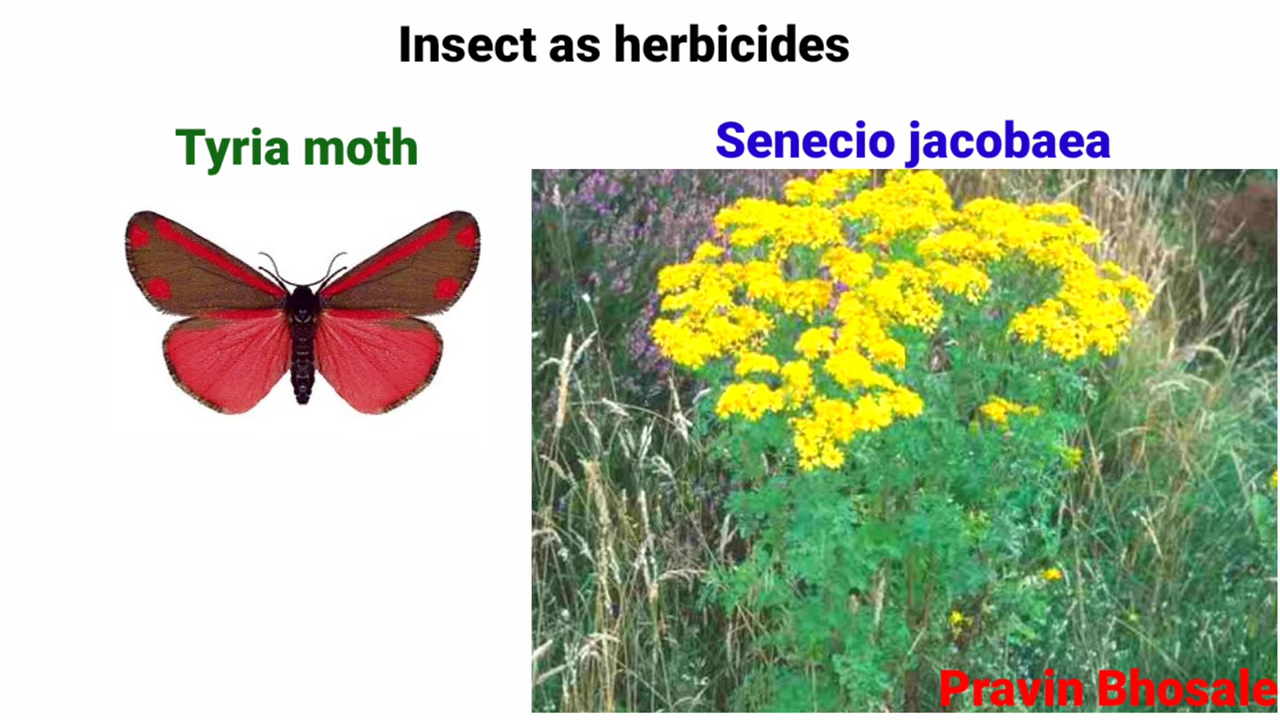 Insect as herbicides
Tyria moth
Senecio jacobaea
Pravin Bhosale